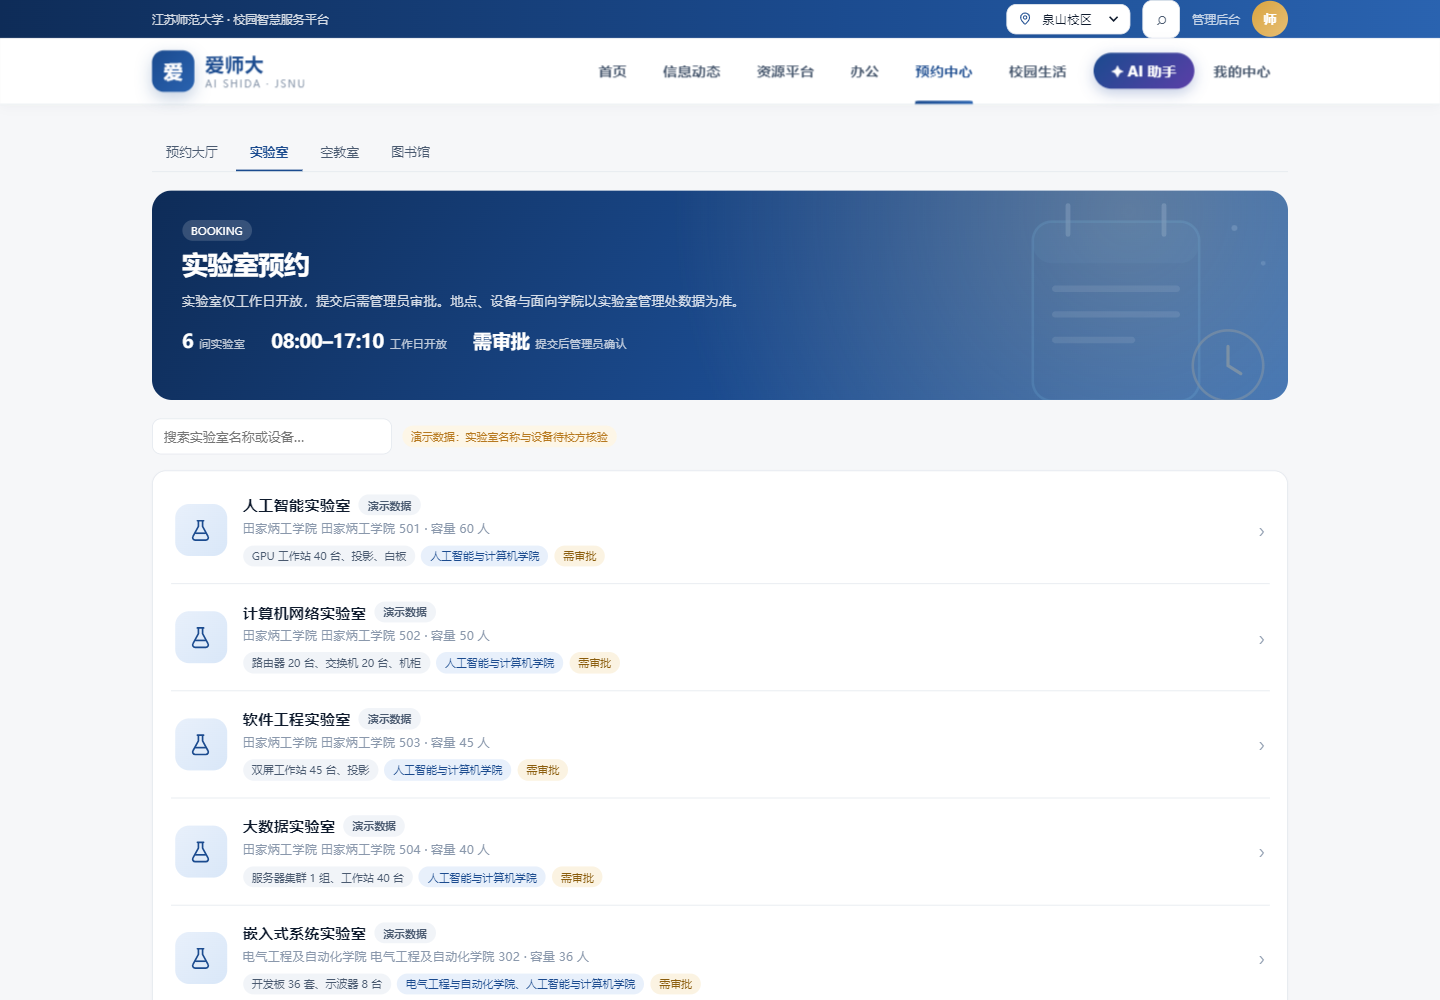 江苏师范大学 · 校园智慧服务平台
泉山校区
管理后台
师
爱
爱师大
AI SHIDA · JSNU
首页
信息动态
资源平台
办公
预约中心
校园生活
✦ AI 助手
我的中心
预约大厅
实验室
空教室
图书馆
BOOKING
实验室预约
实验室仅工作日开放，提交后需管理员审批。地点、设备与面向学院以实验室管理处数据为准。
6 间实验室
08:00–17:10 工作日开放
需审批 提交后管理员确认
搜索实验室名称或设备...
演示数据：实验室名称与设备待校方核验
人工智能实验室 演示数据
田家炳工学院 田家炳工学院 501 · 容量 60 人
GPU 工作站 40 台、投影、白板
人工智能与计算机学院
需审批
计算机网络实验室 演示数据
田家炳工学院 田家炳工学院 502 · 容量 50 人
路由器 20 台、交换机 20 台、机柜
人工智能与计算机学院
需审批
软件工程实验室 演示数据
田家炳工学院 田家炳工学院 503 · 容量 45 人
双屏工作站 45 台、投影
人工智能与计算机学院
需审批
大数据实验室 演示数据
田家炳工学院 田家炳工学院 504 · 容量 40 人
服务器集群 1 组、工作站 40 台
人工智能与计算机学院
需审批
嵌入式系统实验室 演示数据
电气工程及自动化学院 电气工程及自动化学院 302 · 容量 36 人
开发板 36 套、示波器 8 台
电气工程与自动化学院、人工智能与计算机学院
需审批